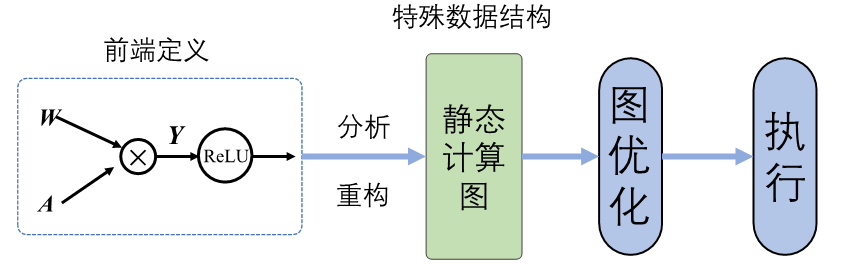 特殊数据结构
前端定义
W
A
×
Y
ReLU
分析
重构
静态
计算
图
图
优
化
执
行